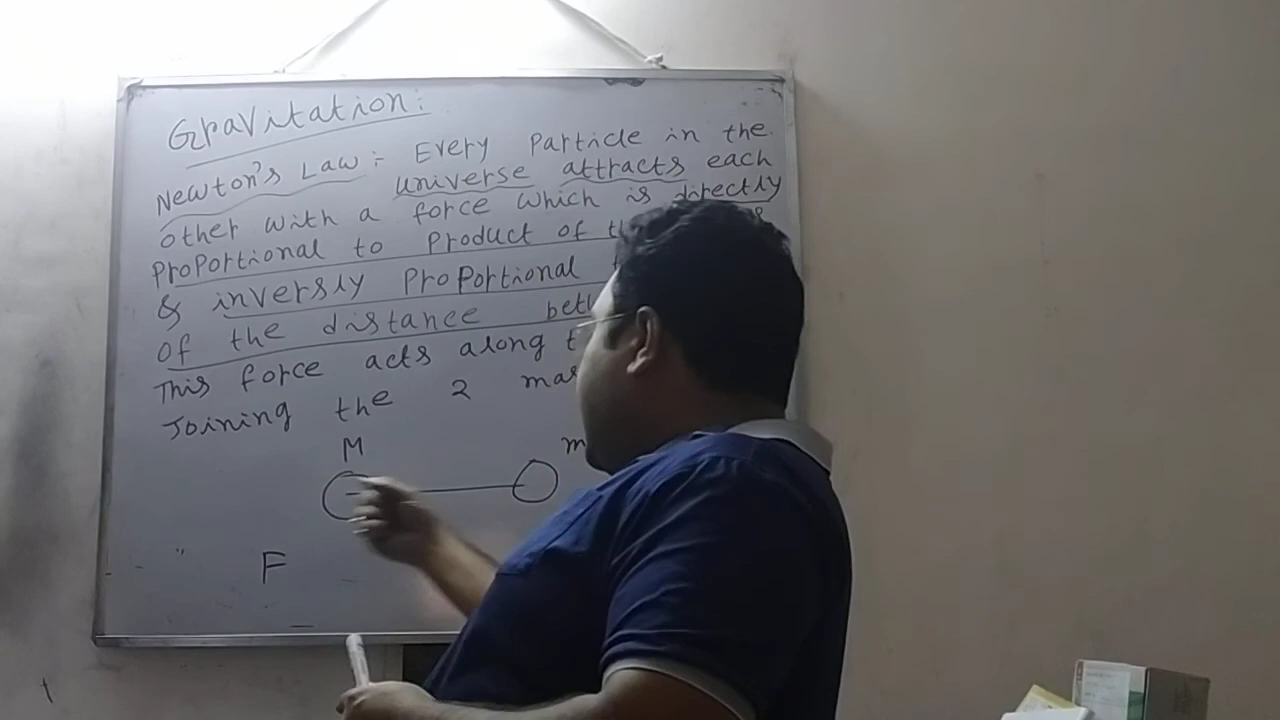 Gravitation:
Newton's Law :- Every Particle in the
universe attracts each
other with a force which is directly
Proportional to Product of
& inversly Proportional
of the distance
This force acts along
Joining the 2
M
m
F